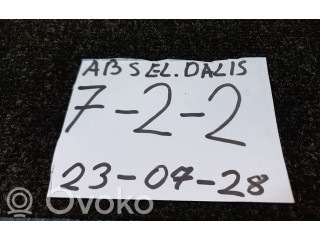 ABS EL. DALIS
7-2-2
23-04-28
OVOKO